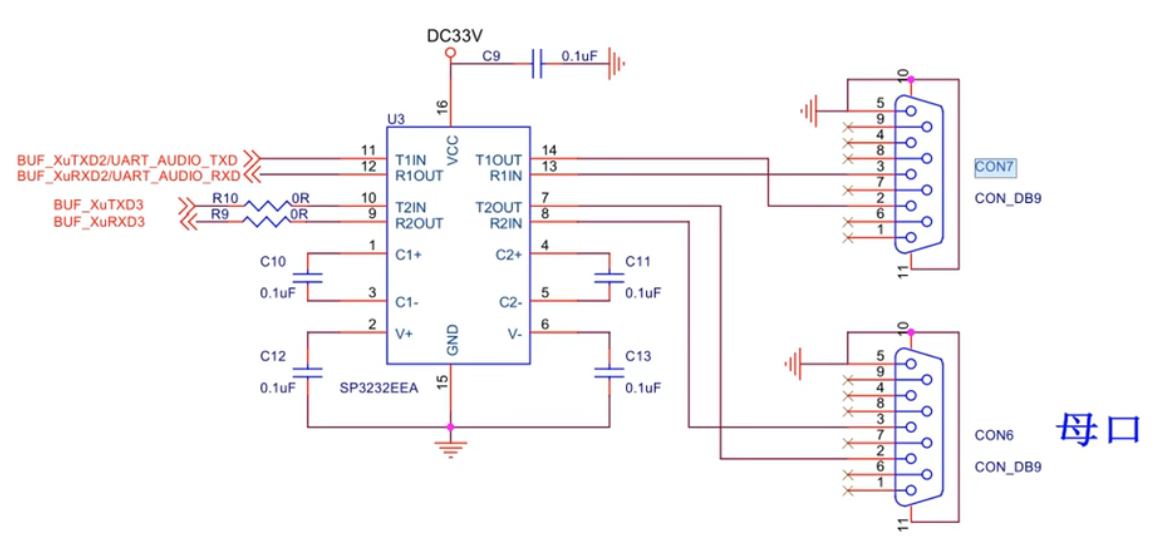 DC33V
C9
0.1uF
16
U3
VCC
BUF_XuTXD2/UART_AUDIO_TXD
11
T1IN
T1OUT
14
BUF_XuRXD2/UART_AUDIO_RXD
12
R1OUT
R1IN
13
BUF_XuTXD3
R10
0R
10
T2IN
T2OUT
7
BUF_XuRXD3
R9
0R
9
R2OUT
R2IN
8
1
C1+
C2+
4
C10
0.1uF
C11
0.1uF
3
C1-
C2-
5
2
V+
GND
V-
6
C12
0.1uF
SP3232EEA
15
C13
0.1uF
10
5
9
4
8
3
7
2
6
1
11
CON7
CON_DB9
10
5
9
4
8
3
7
2
6
1
11
CON6
CON_DB9
母口